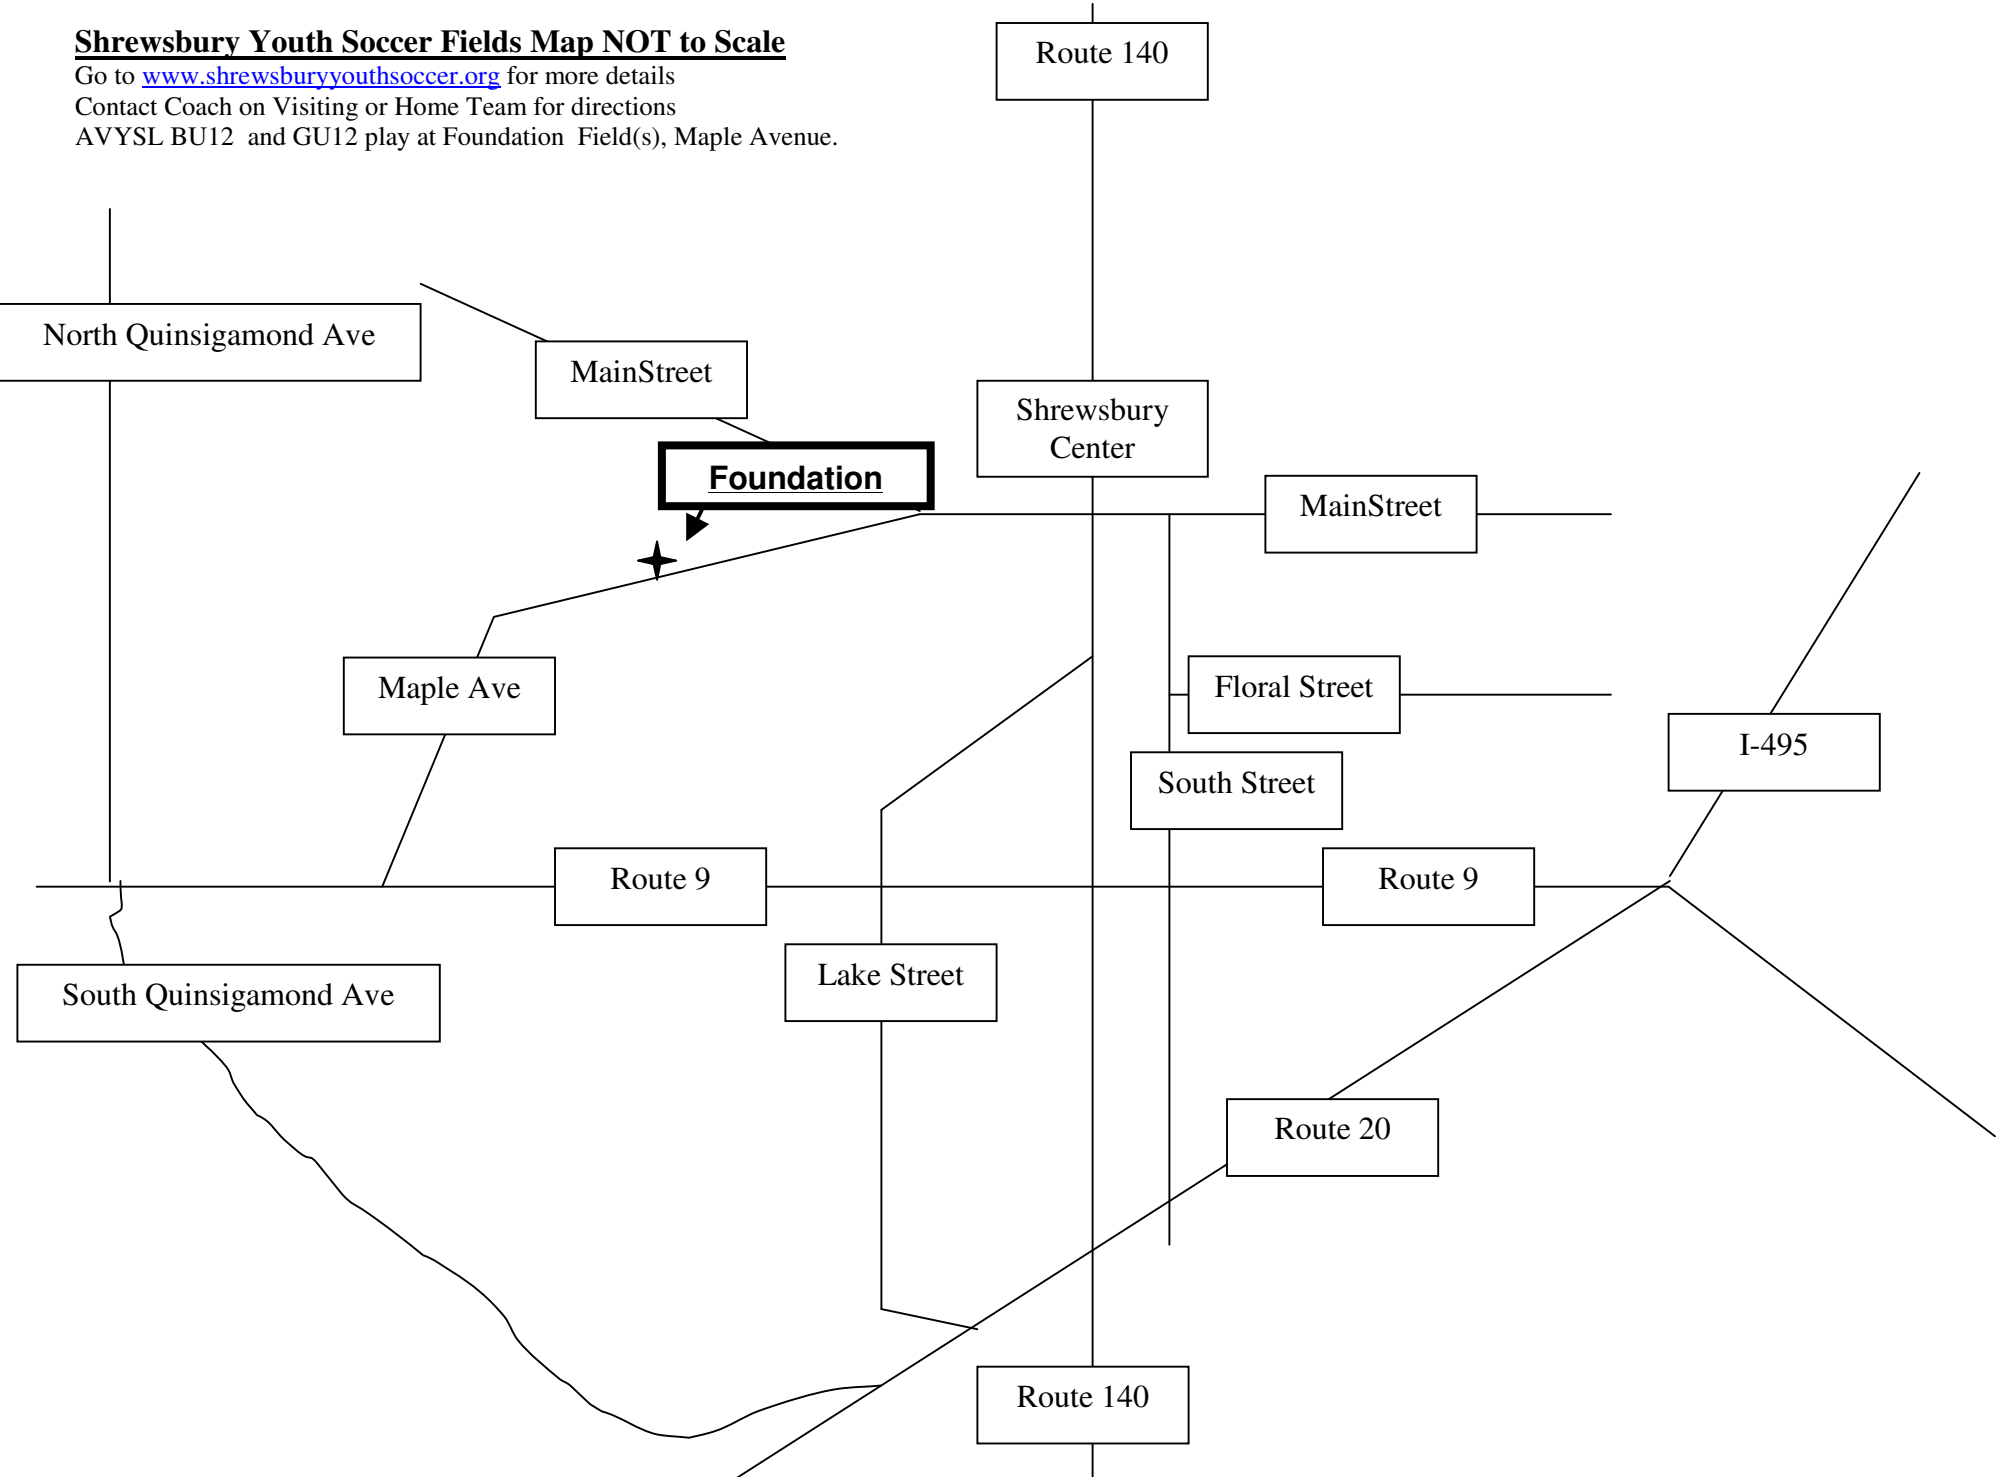 Shrewsbury Youth Soccer Fields Map NOT to Scale
Go to www.shrewsburyyouthsoccer.org for more details
Contact Coach on Visiting or Home Team for directions
AVYSL BU12 and GU12 play at Foundation Field(s), Maple Avenue.
Route 140
North Quinsigamond Ave
MainStreet
Shrewsbury
Center
Foundation
MainStreet
Maple Ave
Floral Street
I-495
South Street
Route 9
Route 9
Lake Street
South Quinsigamond Ave
Route 20
Route 140